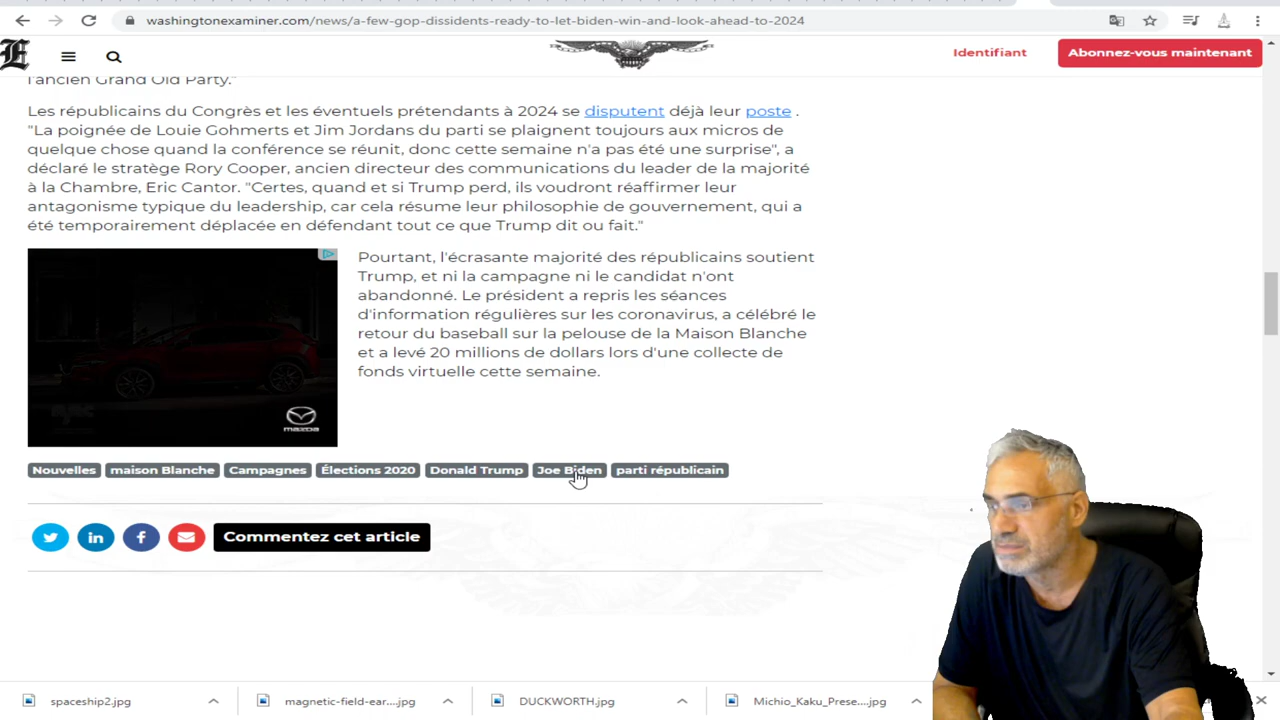 washingtonexaminer.com/news/a-few-gop-dissidents-ready-to-let-biden-win-and-look-ahead-to-2024
E
Identifiant
Abonnez-vous maintenant
l'ancien Grand Old Party."
Les républicains du Congrès et les éventuels prétendants à 2024 se disputent déjà leur poste .
"La poignée de Louie Gohmerts et Jim Jordans du parti se plaignent toujours aux micros de
quelque chose quand la conférence se réunit, donc cette semaine n'a pas été une surprise", a
déclaré le stratège Rory Cooper, ancien directeur des communications du leader de la majorité
à la Chambre, Eric Cantor. "Certes, quand et si Trump perd, ils voudront réaffirmer leur
antagonisme typique du leadership, car cela résume leur philosophie de gouvernement, qui a
été temporairement déplacée en défendant tout ce que Trump dit ou fait."
Pourtant, l'écrasante majorité des républicains soutient
Trump, et ni la campagne ni le candidat n'ont
abandonné. Le président a repris les séances
d'information régulières sur les coronavirus, a célébré le
retour du baseball sur la pelouse de la Maison Blanche
et a levé 20 millions de dollars lors d'une collecte de
fonds virtuelle cette semaine.
mazda
Nouvelles maison Blanche Campagnes Élections 2020 Donald Trump Joe Biden parti républicain
in f Commentez cet article
spaceship2.jpg magnetic-field-ear....jpg DUCKWORTH.jpg Michio_Kaku_Prese....jpg